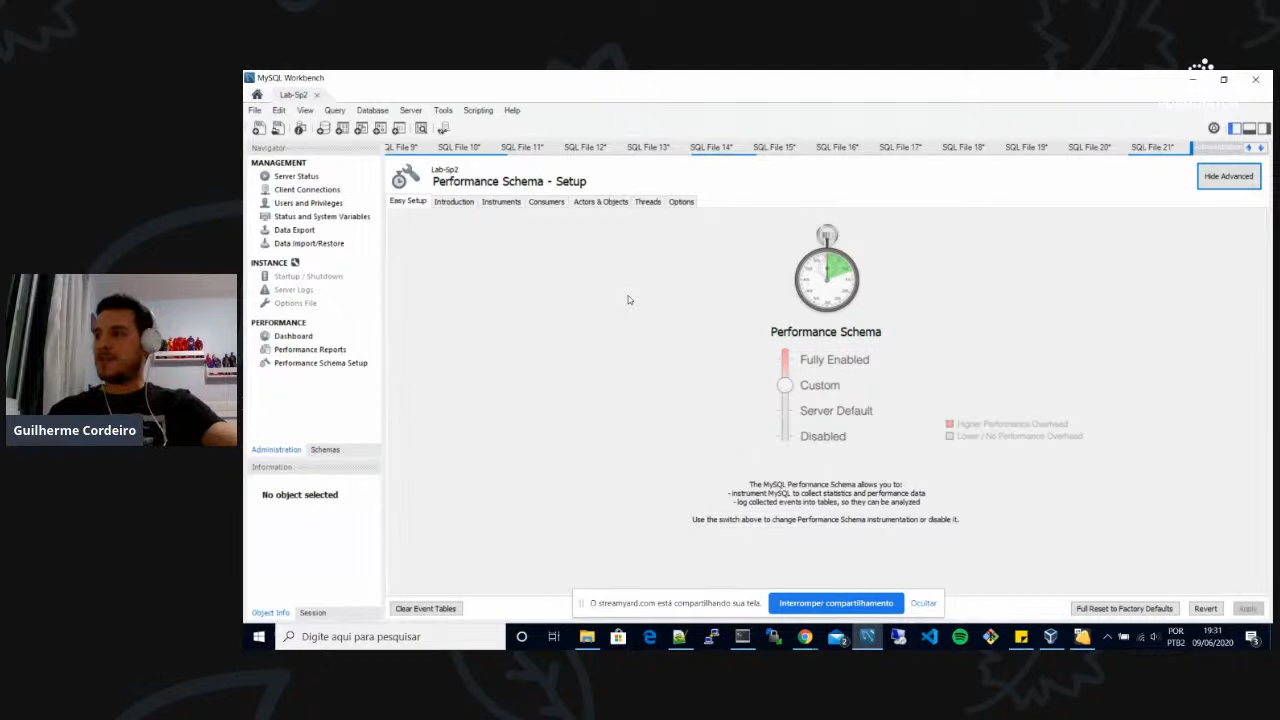 MySQL Workbench
Lab-Sp2 ×
File Edit View Query Database Server Tools Scripting Help
Navigator
SQL File 9* SQL File 10* SQL File 11* SQL File 12* SQL File 13* SQL File 14* SQL File 15* SQL File 16* SQL File 17* SQL File 18* SQL File 19* SQL File 20* SQL File 21*
MANAGEMENT
Server Status
Client Connections
Users and Privileges
Status and System Variables
Data Export
Data Import/Restore
INSTANCE
Startup / Shutdown
Server Logs
Options File
PERFORMANCE
Dashboard
Performance Reports
Performance Schema Setup
Administration Schemas
Information
No object selected
Object Info Session
Lab-Sp2
Performance Schema - Setup
Hide Advanced
Easy Setup Introduction Instruments Consumers Actors & Objects Threads Options
Performance Schema
Fully Enabled
Custom
Server Default
Disabled
Higher Performance Overhead
Lower / No Performance Overhead
The MySQL Performance Schema allows you to:
- instrument MySQL to collect statistics and performance data
- log collected events into tables, so they can be analyzed
Use the switch above to change Performance Schema instrumentation or disable it.
Clear Event Tables
O streamyard.com está compartilhando sua tela. Interromper compartilhamento Ocultar
Full Reset to Factory Defaults Revert Apply
Digite aqui para pesquisar
POR
PTB2
19:31
09/06/2020
Guilherme Cordeiro